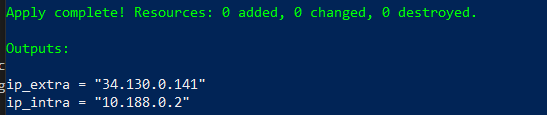 Apply complete! Resources: 0 added, 0 changed, 0 destroyed.
Outputs:
ip_extra = "34.130.0.141"
ip_intra = "10.188.0.2"